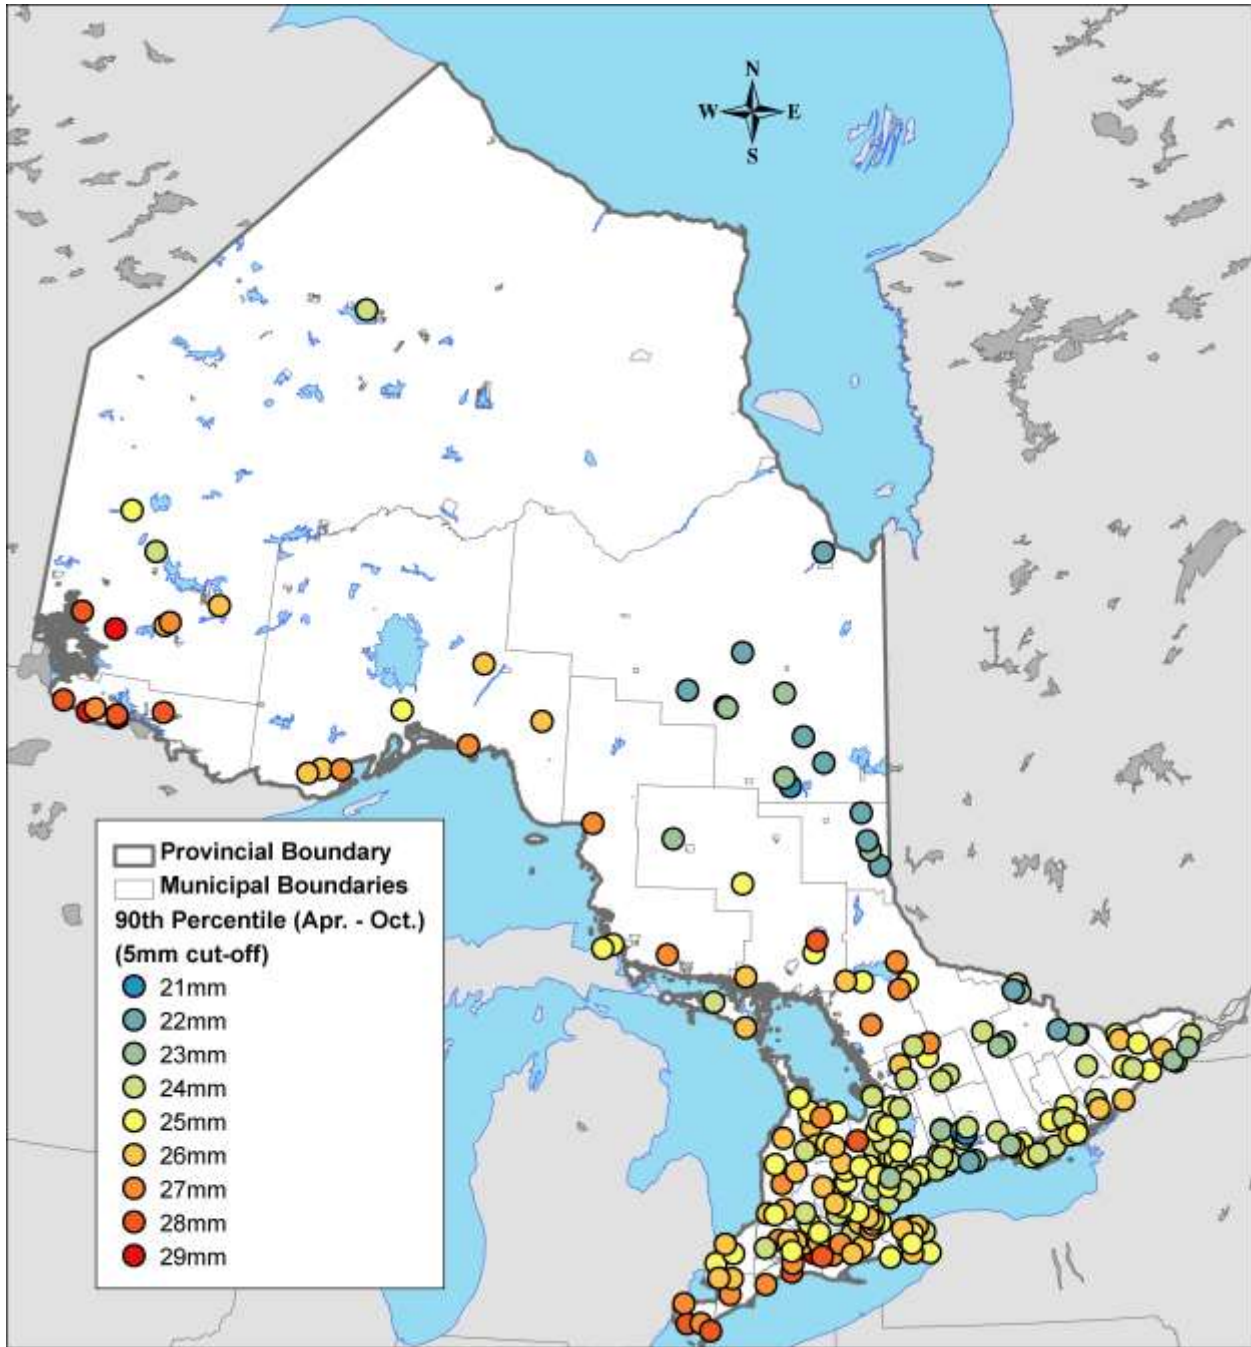 N
W E
S
Provincial Boundary
Municipal Boundaries
90th Percentile (Apr. - Oct.)
(5mm cut-off)
21mm
22mm
23mm
24mm
25mm
26mm
27mm
28mm
29mm